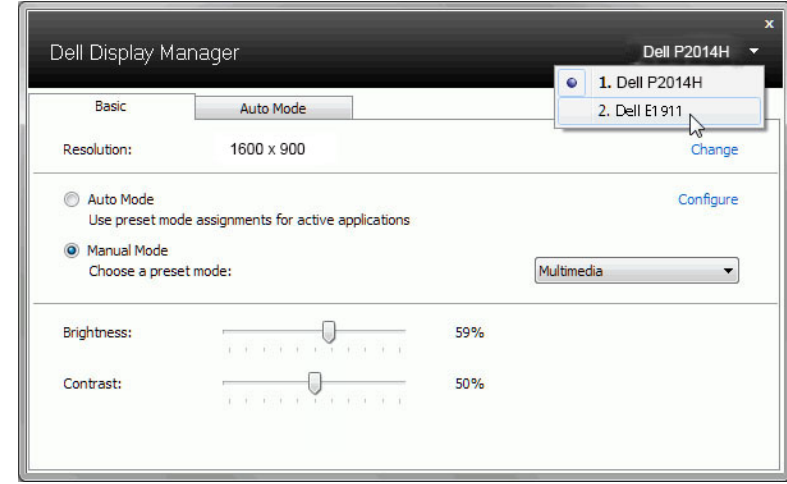 x
Dell Display Manager
Dell P2014H
1. Dell P2014H
2. Dell E1911
Basic
Auto Mode
Resolution:
1600 x 900
Change
Auto Mode
Configure
Use preset mode assignments for active applications
Manual Mode
Choose a preset mode:
Multimedia
Brightness:
59%
Contrast:
50%